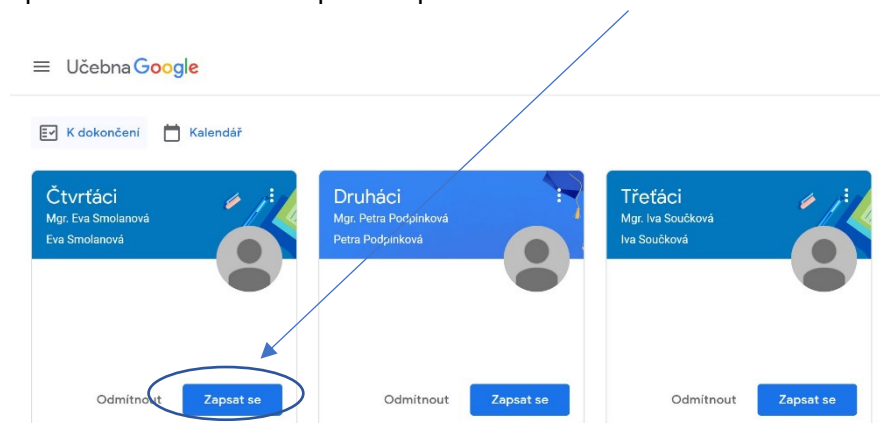 Učebna Google
K dokončení Kalendář
Čtvrťáci
Mgr. Eva Smolanová
Eva Smolanová
Odmítnout Zapsat se
Druháci
Mgr. Petra Podpinková
Petra Podpinková
Odmítnout Zapsat se
Třeťáci
Mgr. Iva Součková
Iva Součková
Odmítnout Zapsat se